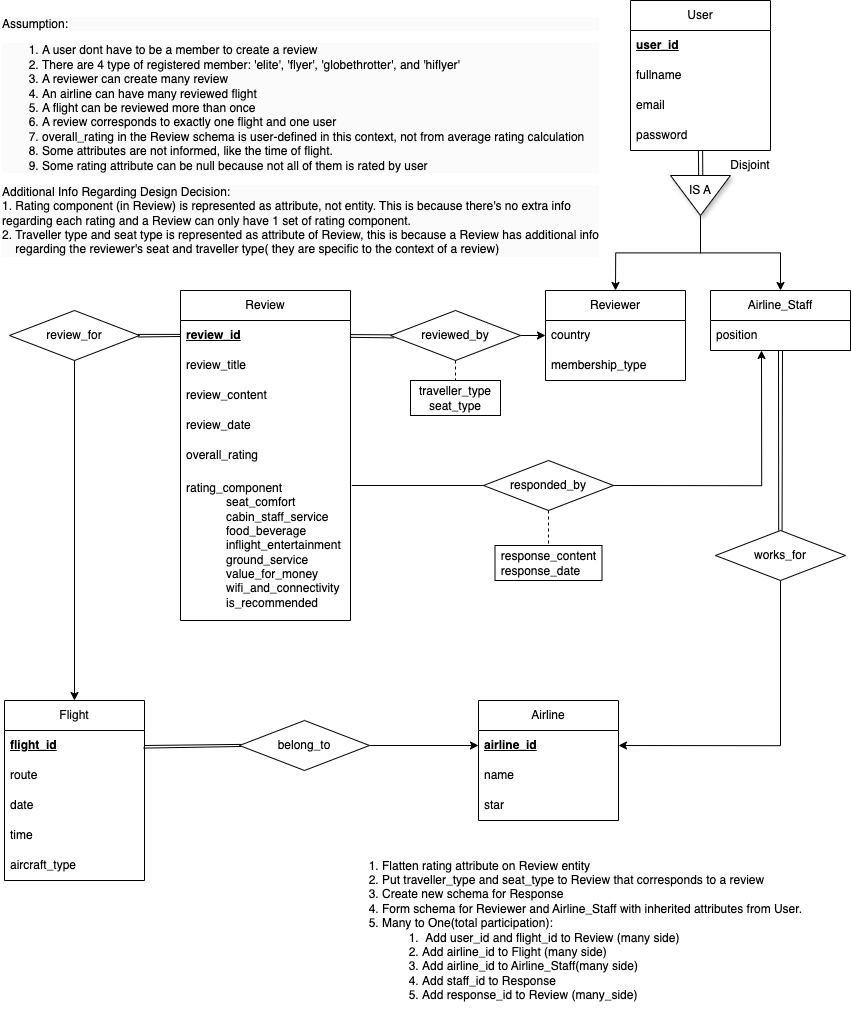 Assumption:
1. A user dont have to be a member to create a review
2. There are 4 type of registered member: 'elite', 'flyer', 'globethrotter', and 'hiflyer'
3. A reviewer can create many review
4. An airline can have many reviewed flight
5. A flight can be reviewed more than once
6. A review corresponds to exactly one flight and one user
7. overall_rating in the Review schema is user-defined in this context, not from average rating calculation
8. Some attributes are not informed, like the time of flight.
9. Some rating attribute can be null because not all of them is rated by user
Additional Info Regarding Design Decision:
1. Rating component (in Review) is represented as attribute, not entity. This is because there's no extra info
regarding each rating and a Review can only have 1 set of rating component.
2. Traveller type and seat type is represented as attribute of Review, this is because a Review has additional info
regarding the reviewer's seat and traveller type( they are specific to the context of a review)
User
user_id
fullname
email
password
Disjoint
IS A
review_for
Review
review_id
review_title
review_content
review_date
overall_rating
rating_component
seat_comfort
cabin_staff_service
food_beverage
inflight_entertainment
ground_service
value_for_money
wifi_and_connectivity
is_recommended
reviewed_by
traveller_type
seat_type
Reviewer
country
membership_type
Airline_Staff
position
responded_by
response_content
response_date
works_for
Flight
flight_id
route
date
time
aircraft_type
belong_to
Airline
airline_id
name
star
1. Flatten rating attribute on Review entity
2. Put traveller_type and seat_type to Review that corresponds to a review
3. Create new schema for Response
4. Form schema for Reviewer and Airline_Staff with inherited attributes from User.
5. Many to One(total participation):
1. Add user_id and flight_id to Review (many side)
2. Add airline_id to Flight (many side)
3. Add airline_id to Airline_Staff(many side)
4. Add staff_id to Response
5. Add response_id to Review (many_side)